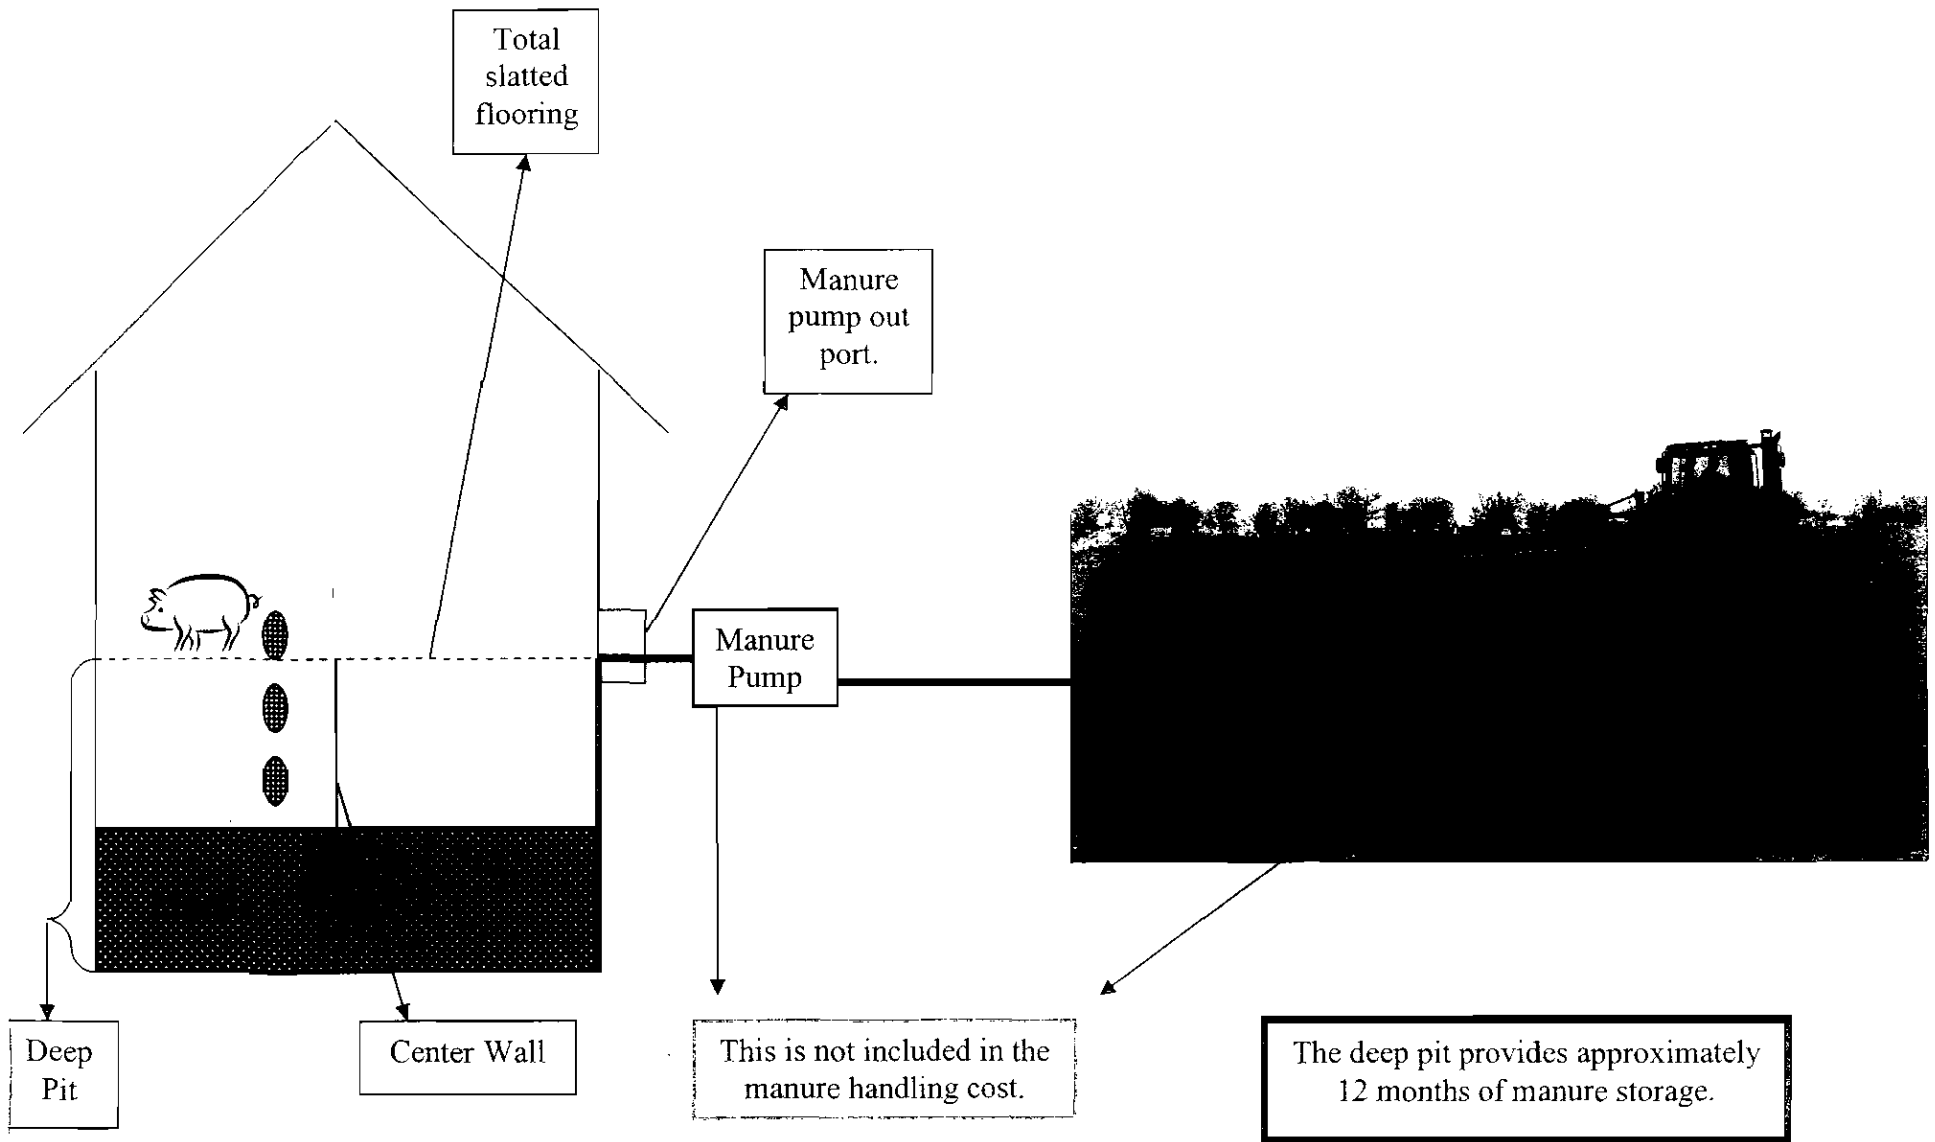 Total
slatted
flooring
Manure
pump out
port.
Manure
Pump
Deep
Pit
Center Wall
This is not included in the
manure handling cost.
The deep pit provides approximately
12 months of manure storage.